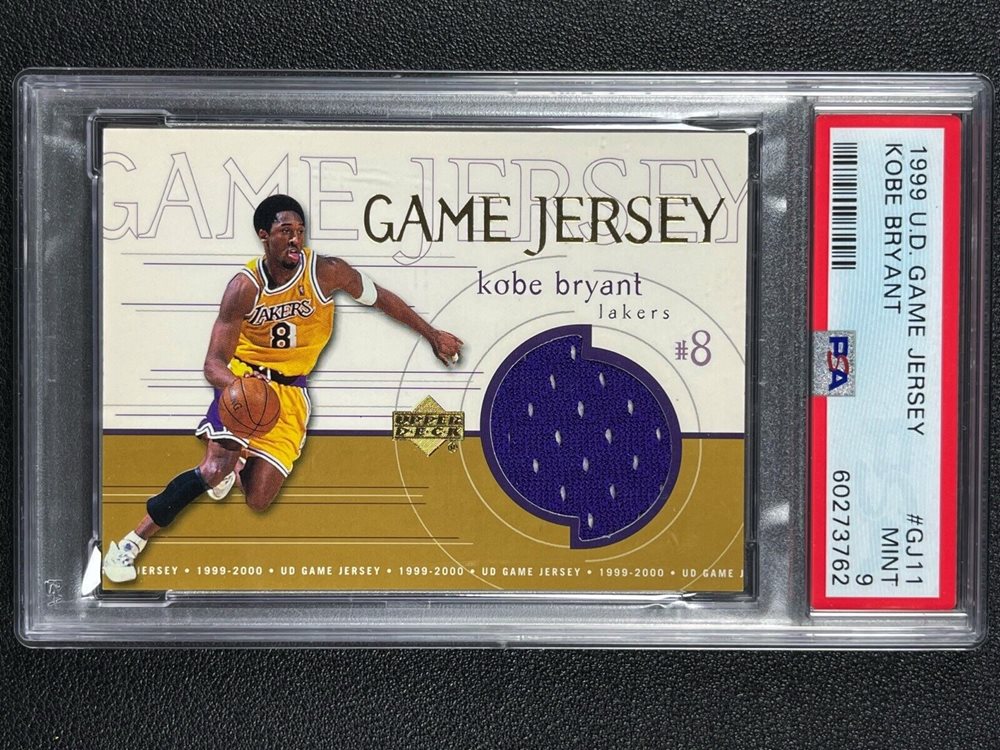 GAME JERSEY
GAME JERSEY
kobe bryant
lakers
#8
LAKERS
8
UPPER
DECK
JERSEY • 1999-2000 • UD GAME JERSEY • 1999-2000 • UD GAME JERSEY • 1999-2000 • UD GAME J
1999 U.D. GAME JERSEY #GJ11
KOBE BRYANT MINT
9
PSA 60273762